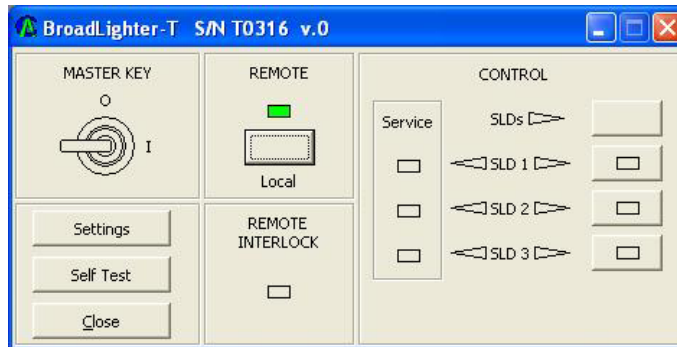 BroadLighter-T S/N T0316 v.0
MASTER KEY
O
I
REMOTE
Local
Settings
Self Test
Close
REMOTE
INTERLOCK
CONTROL
Service
SLDs
SLD 1
SLD 2
SLD 3